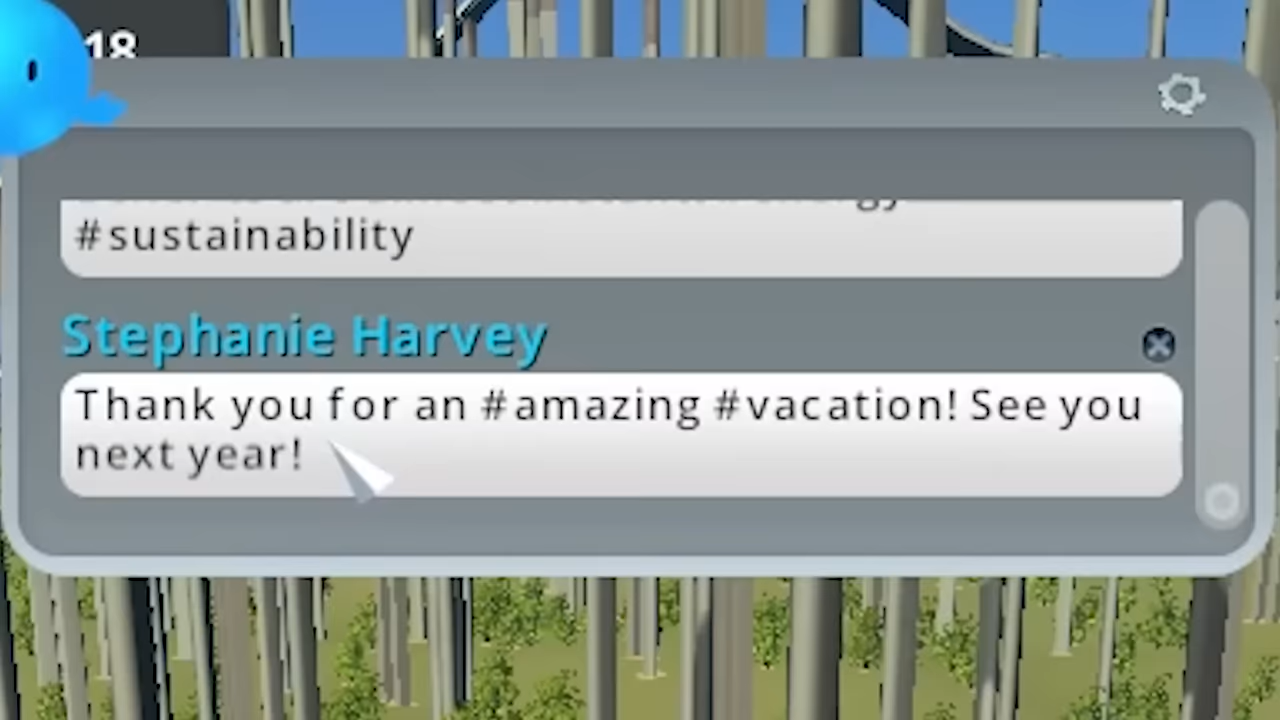 18
#sustainability
Stephanie Harvey
Thank you for an #amazing #vacation! See you
next year!